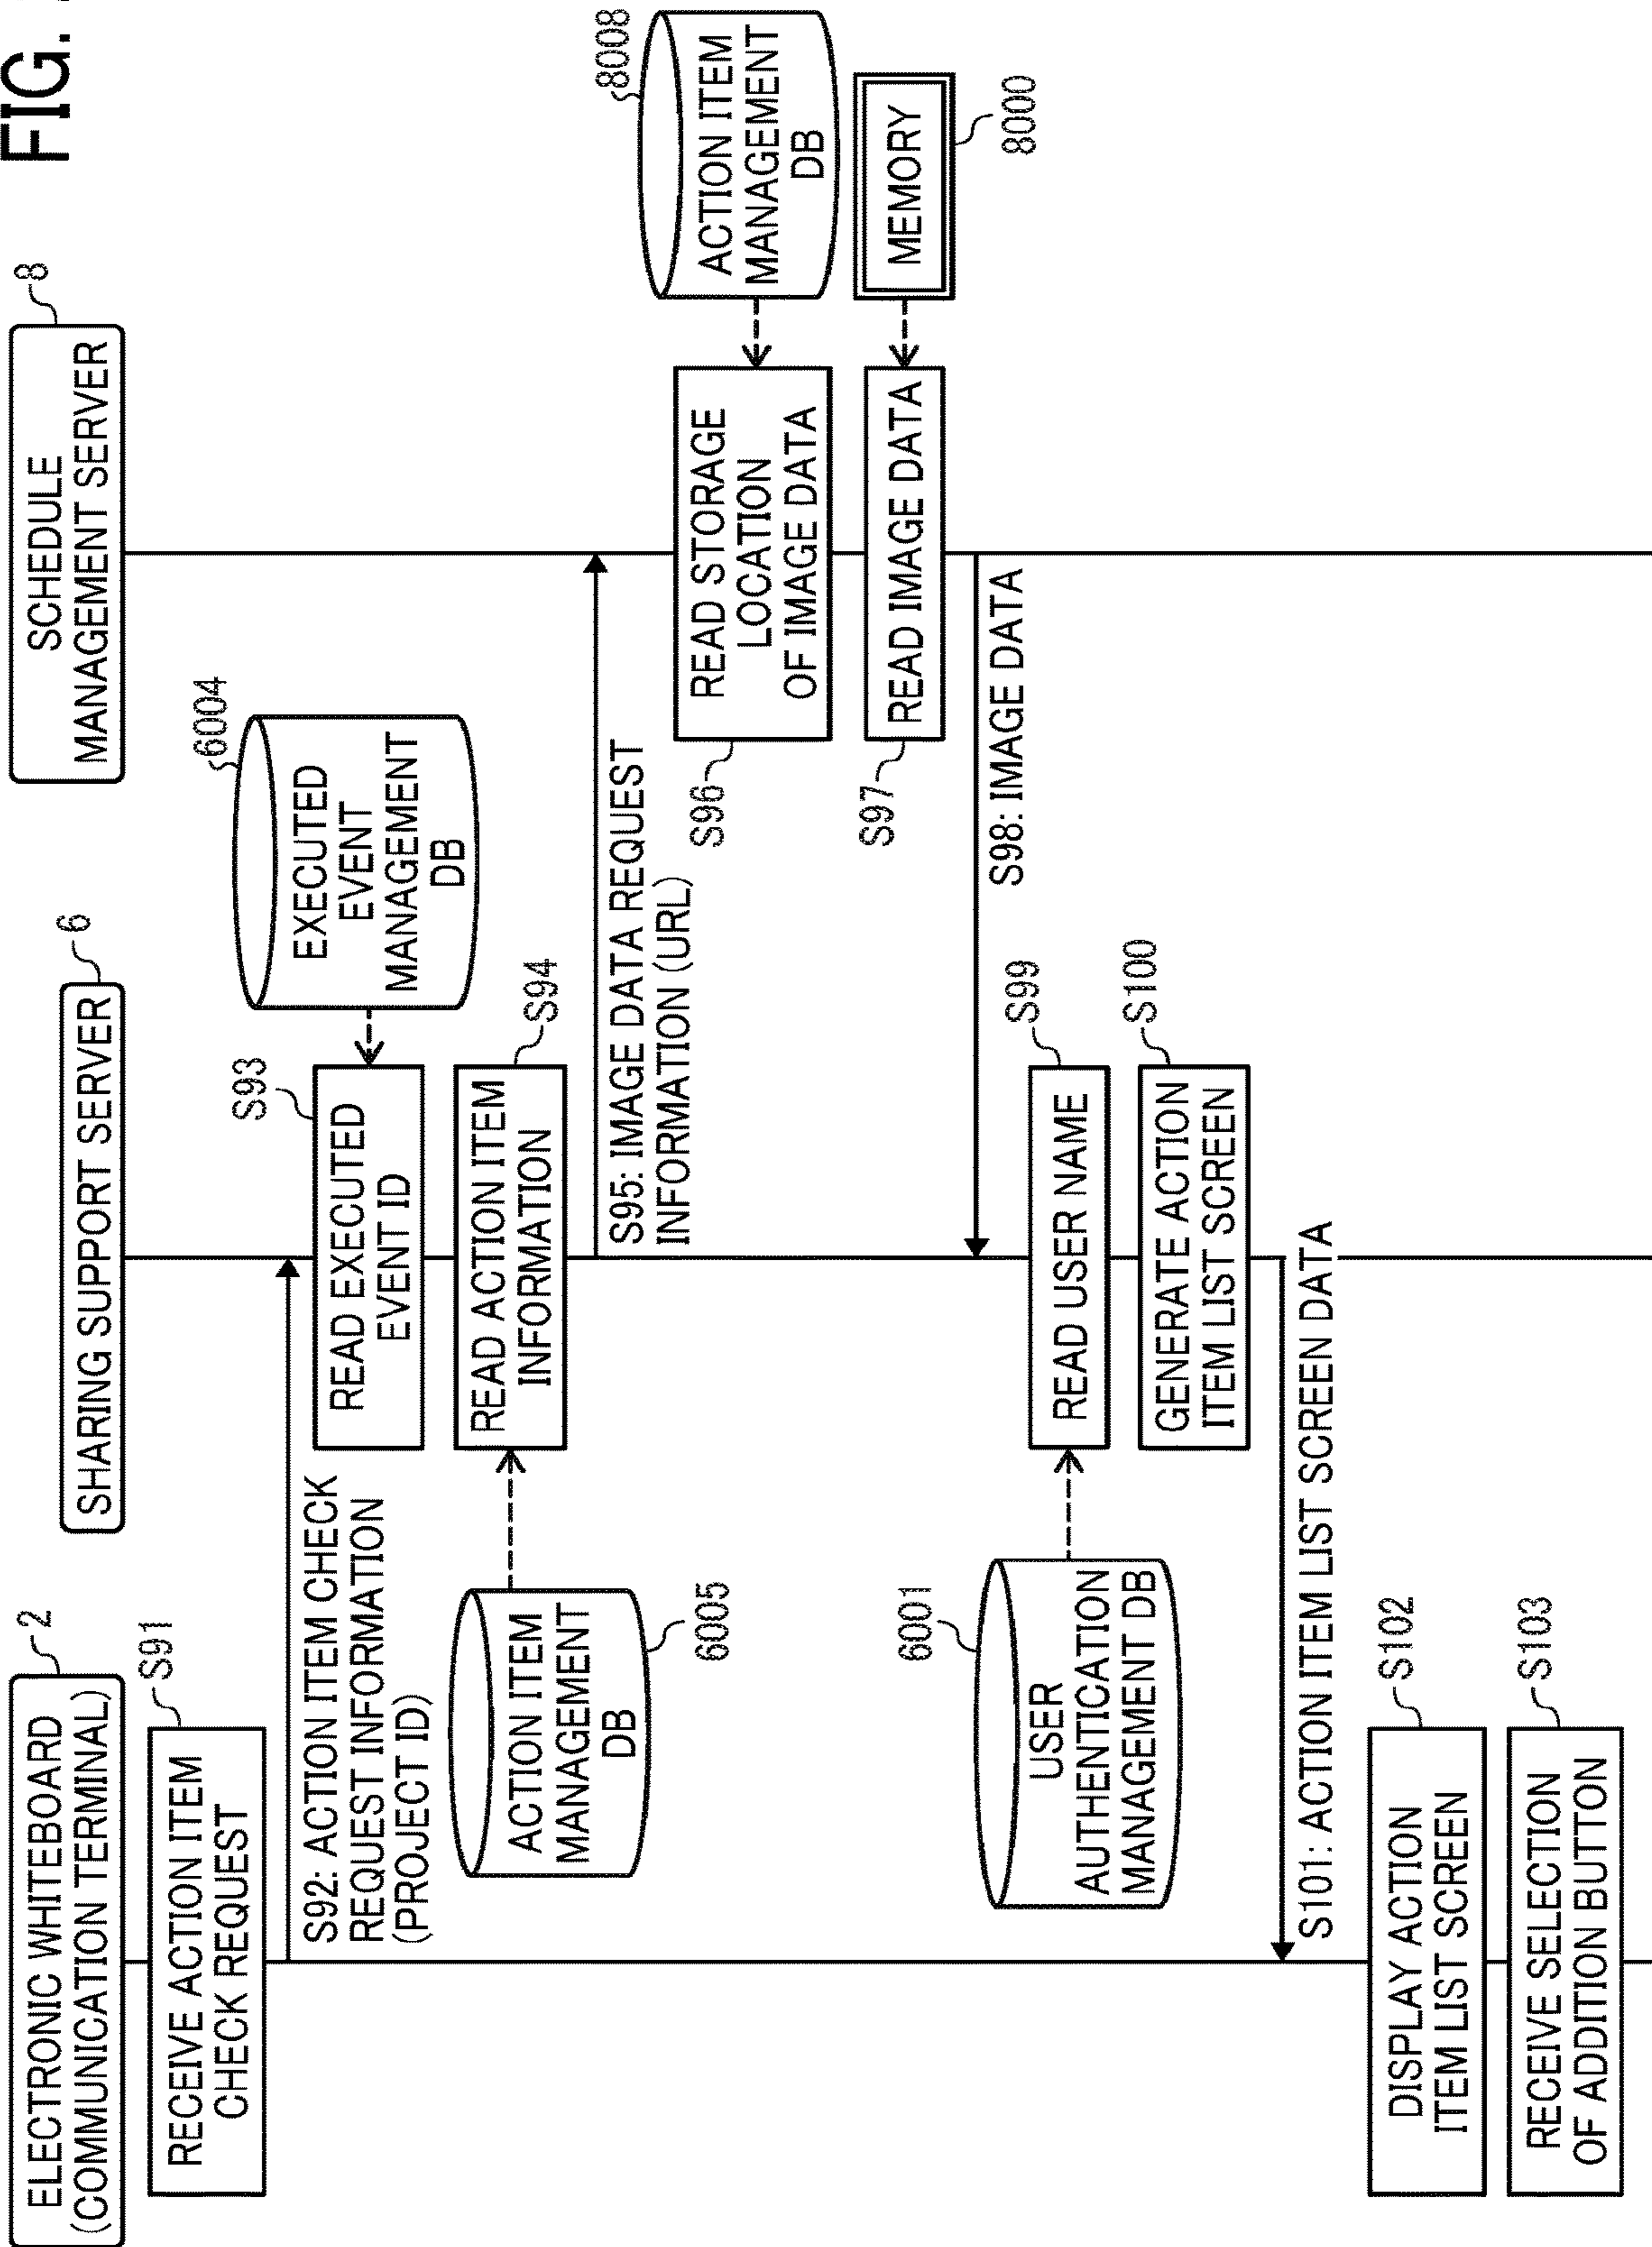 FIG.
ELECTRONIC WHITEBOARD
(COMMUNICATION TERMINAL)
2
SHARING SUPPORT SERVER
6
SCHEDULE
MANAGEMENT SERVER
8
RECEIVE ACTION ITEM
CHECK REQUEST
S91
S92: ACTION ITEM CHECK
REQUEST INFORMATION
(PROJECT ID)
S93
READ EXECUTED
EVENT ID
6004
EXECUTED
EVENT
MANAGEMENT
DB
READ ACTION ITEM
INFORMATION
S94
ACTION ITEM
MANAGEMENT
DB
6005
S95: IMAGE DATA REQUEST
INFORMATION (URL)
S96
READ STORAGE
LOCATION
OF IMAGE DATA
8008
ACTION ITEM
MANAGEMENT
DB
S97
READ IMAGE DATA
MEMORY
8000
S98: IMAGE DATA
6001
USER
AUTHENTICATION
MANAGEMENT DB
READ USER NAME
S99
GENERATE ACTION
ITEM LIST SCREEN
S100
S101: ACTION ITEM LIST SCREEN DATA
DISPLAY ACTION
ITEM LIST SCREEN
S102
RECEIVE SELECTION
OF ADDITION BUTTON
S103